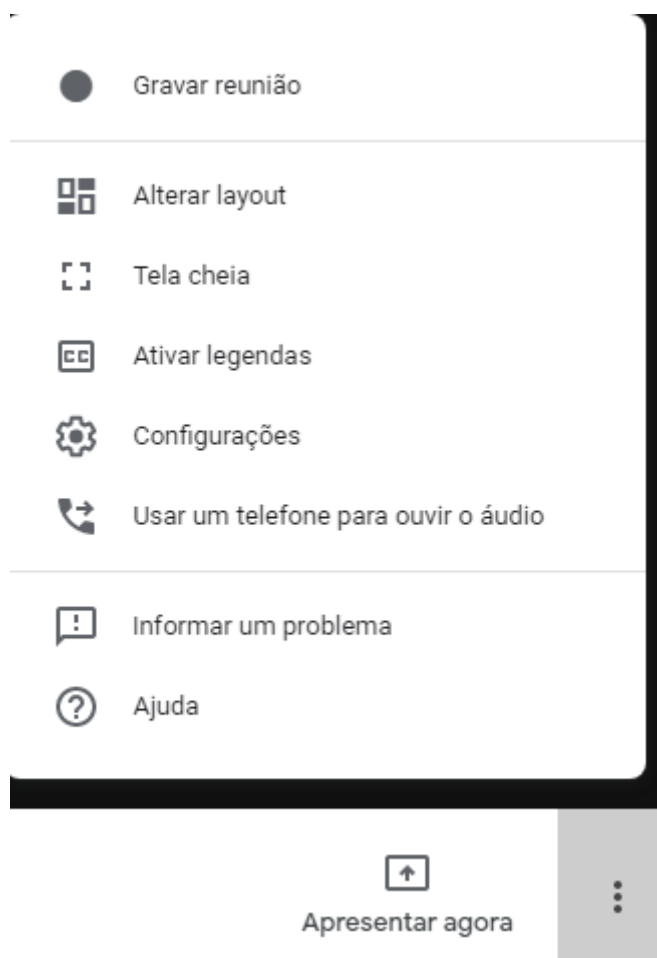 Gravar reunião
Alterar layout
Tela cheia
CC
Ativar legendas
Configurações
Usar um telefone para ouvir o áudio
Informar um problema
Ajuda
Apresentar agora